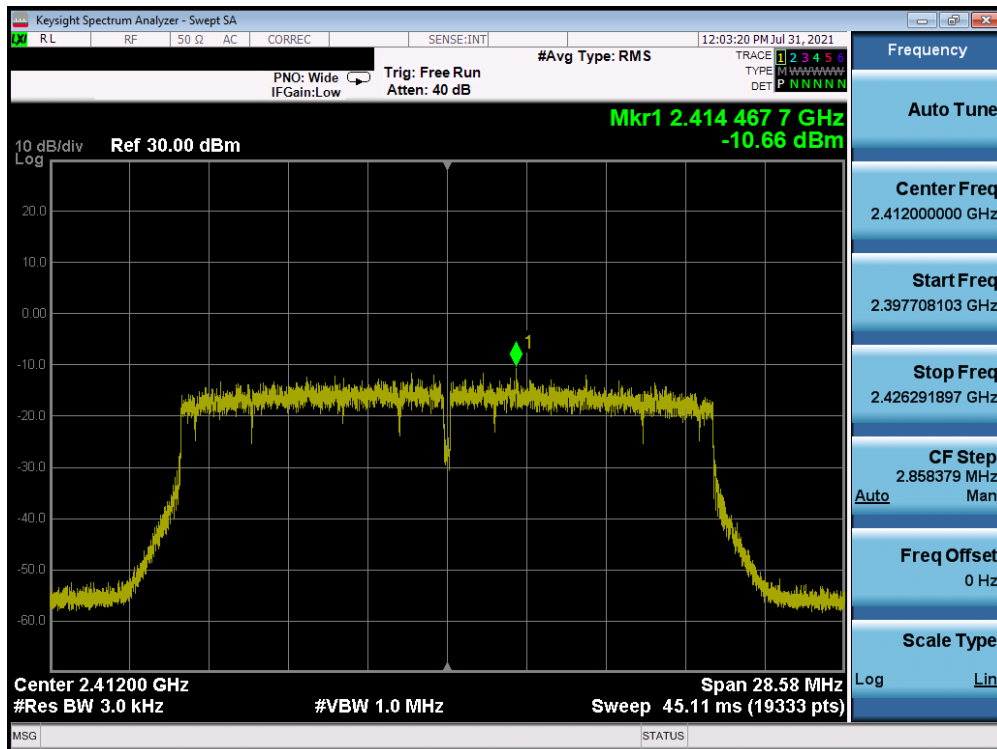 Keysight Spectrum Analyzer - Swept SA
LXI RL RF 50 Ω AC CORREC SENSE:INT 12:03:20 PM Jul 31, 2021
PNO: Wide
IFGain:Low
Trig: Free Run
Atten: 40 dB
#Avg Type: RMS
TRACE 1 2 3 4 5 6
TYPE M WWWWW
DET P N N N N N
Mkr1 2.414 467 7 GHz
-10.66 dBm
10 dB/div Ref 30.00 dBm
Log
20.0
10.0
0.00
-10.0
-20.0
-30.0
-40.0
-50.0
-60.0
1
Center 2.41200 GHz Span 28.58 MHz
#Res BW 3.0 kHz #VBW 1.0 MHz Sweep 45.11 ms (19333 pts)
MSG STATUS
Frequency
Auto Tune
Center Freq
2.412000000 GHz
Start Freq
2.397708103 GHz
Stop Freq
2.426291897 GHz
CF Step
2.858379 MHz
Auto Man
Freq Offset
0 Hz
Scale Type
Log Lin